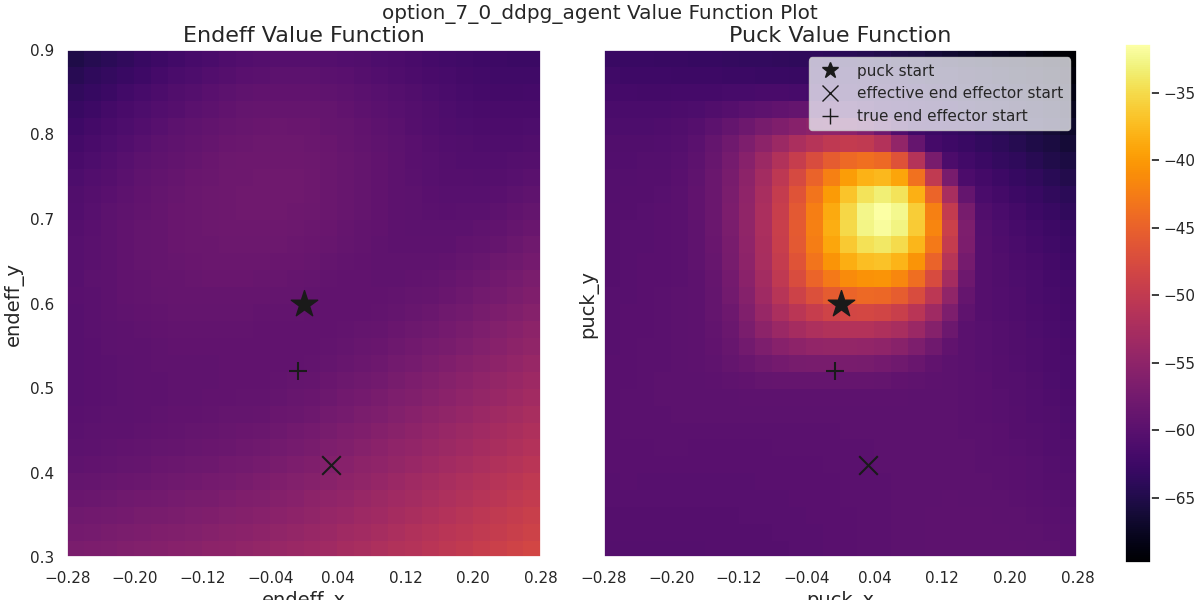 option_7_0_ddpg_agent Value Function Plot
Endeff Value Function
Puck Value Function
puck start
effective end effector start
true end effector start
endeff_y
0.9
0.8
0.7
0.6
0.5
0.4
0.3
−0.28 −0.20 −0.12 −0.04 0.04 0.12 0.20 0.28
endeff_x
puck_y
−0.28 −0.20 −0.12 −0.04 0.04 0.12 0.20 0.28
puck_x
−35
−40
−45
−50
−55
−60
−65